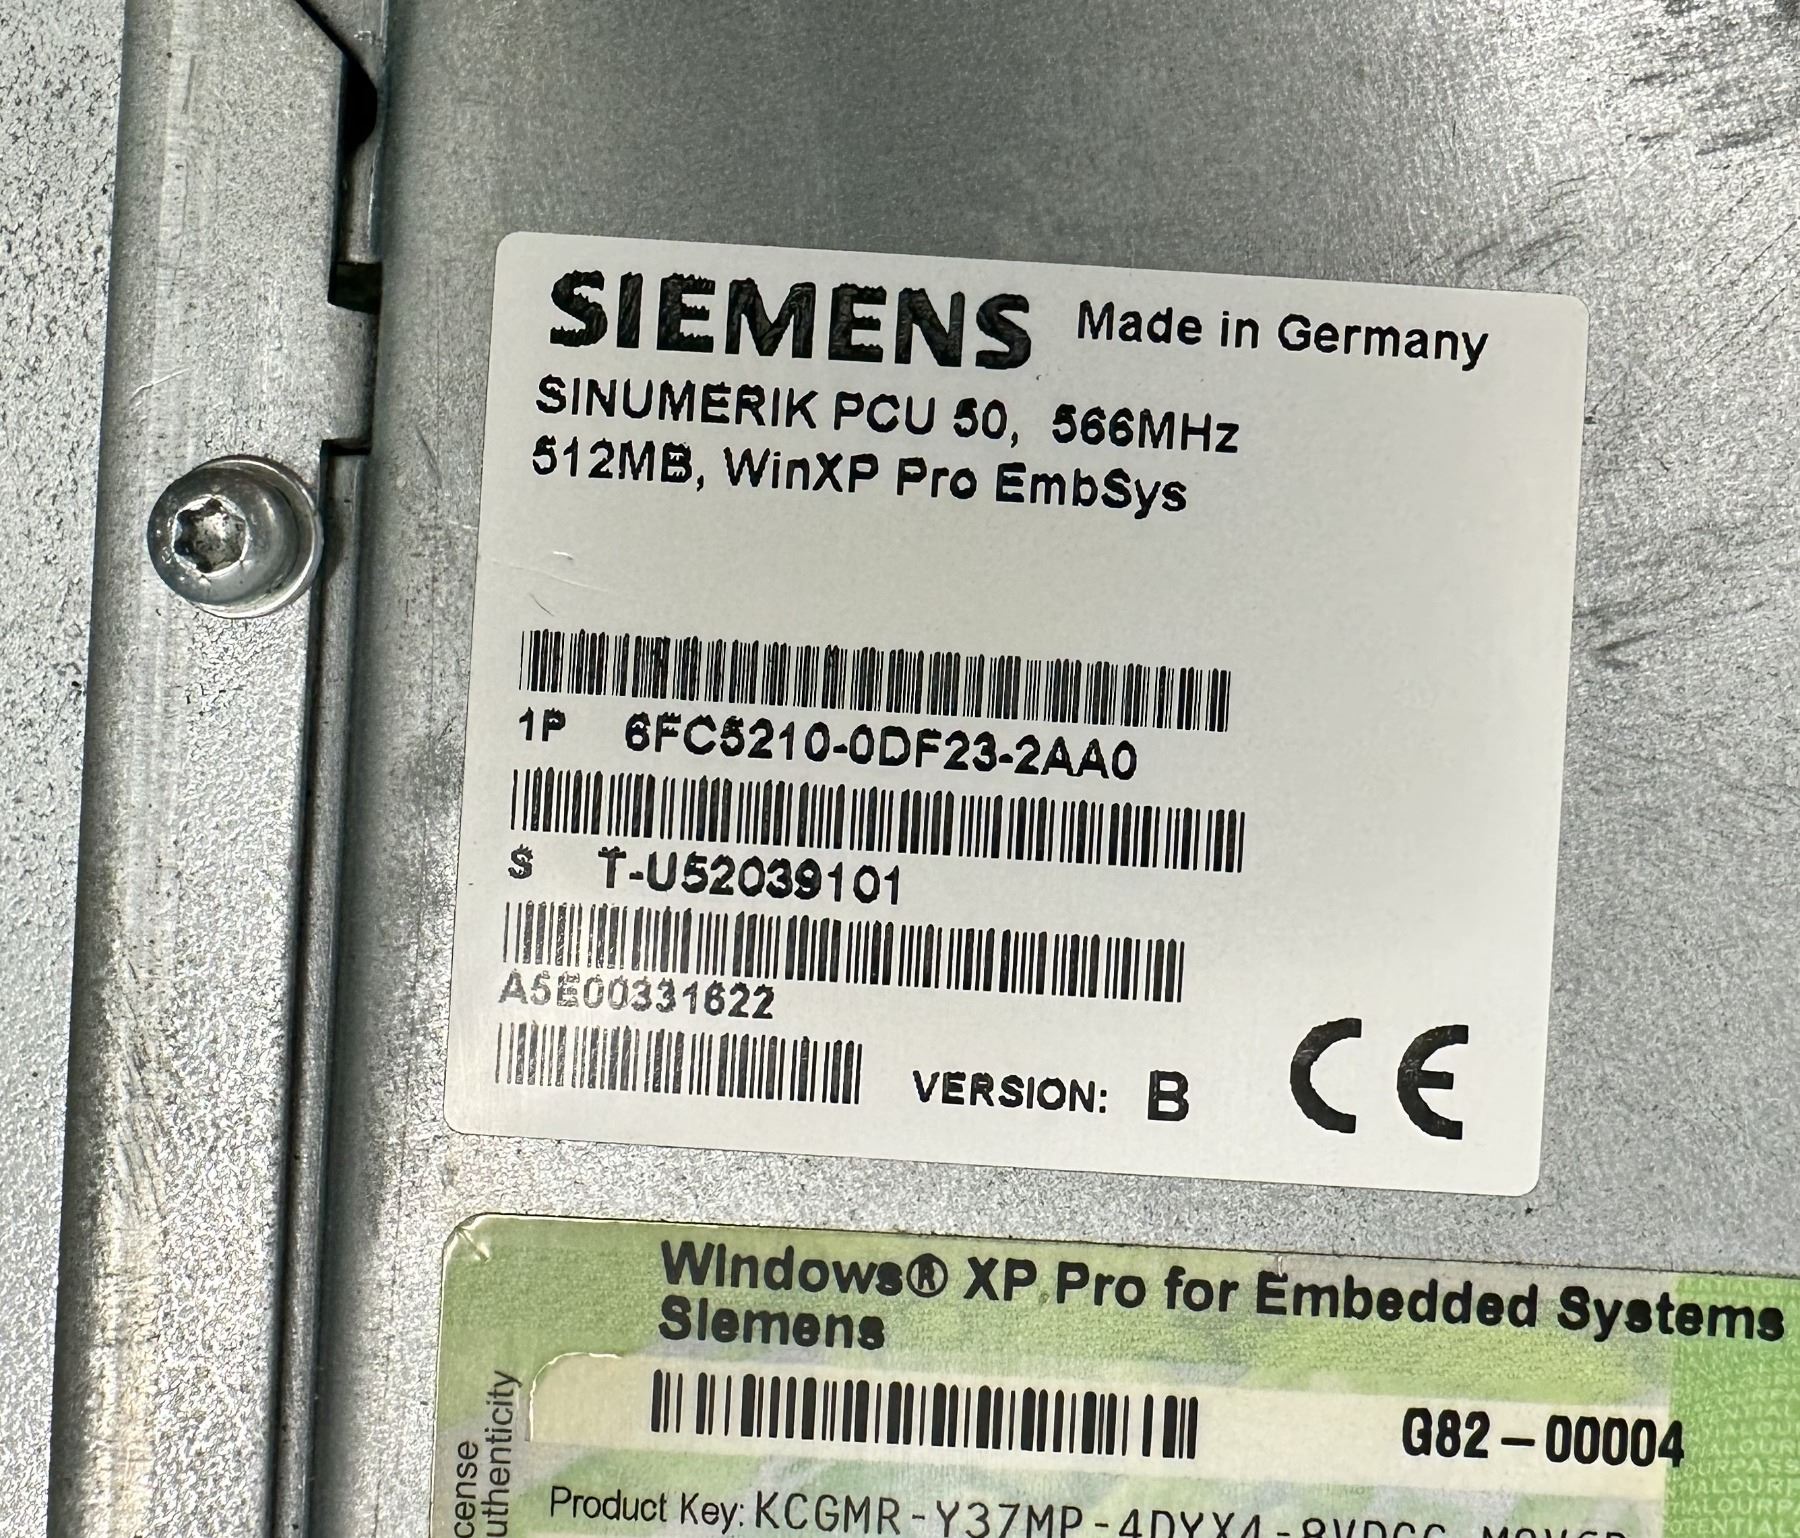 SIEMENS Made in Germany
SINUMERIK PCU 50, 566MHz
512MB, WinXP Pro EmbSys
1P 6FC5210-0DF23-2AA0
S T-U52039101
A5E00331622
VERSION: B CE
Windows® XP Pro for Embedded Systems
Siemens
G82-00004
Product Key: KCGMR-Y37MP-4DYX4-